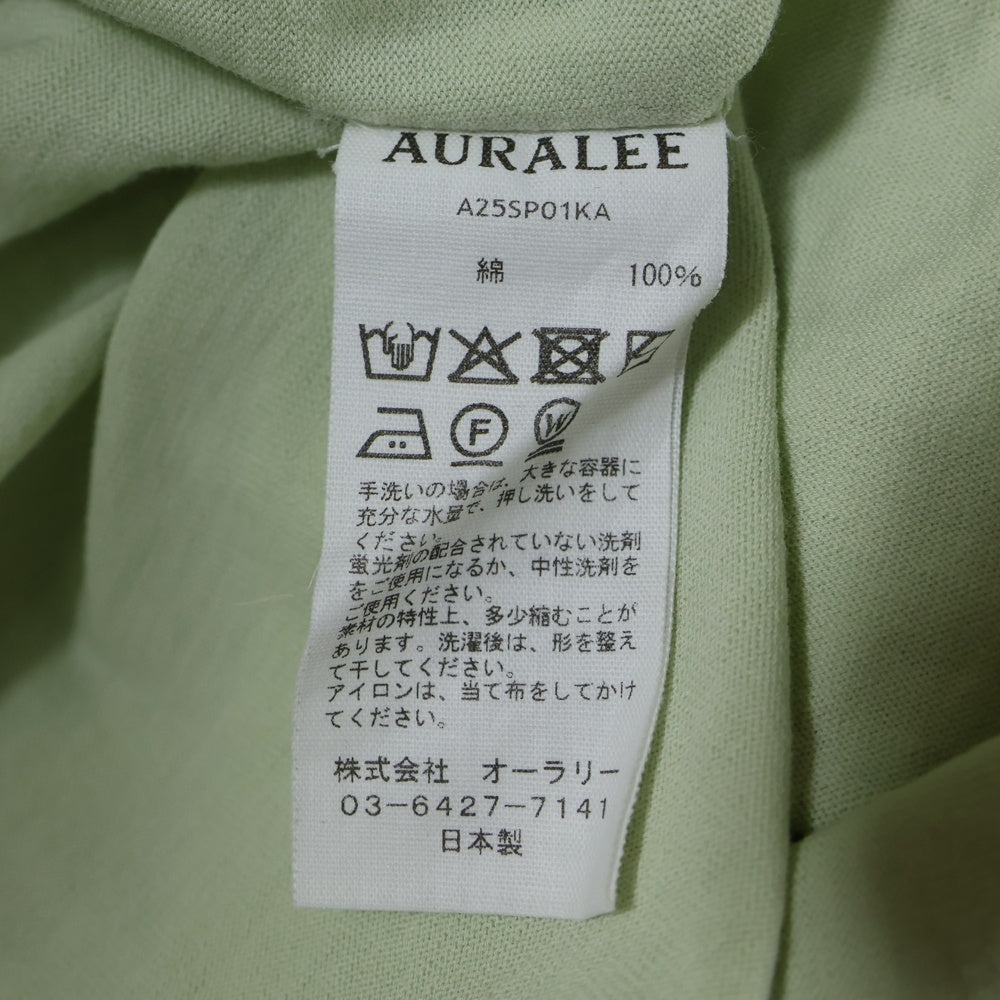 AURALEE
A25SP01KA
綿 100%
F W
手洗いの場合は、大きな容器に
充分な水量で、押し洗いをして
ください。
蛍光剤の配合されていない洗剤
をご使用になるか、中性洗剤を
ご使用ください。
素材の特性上、多少縮むことが
あります。洗濯後は、形を整え
て干してください。
アイロンは、当て布をしてかけ
てください。
株式会社 オーラリー
03-6427-7141
日本製